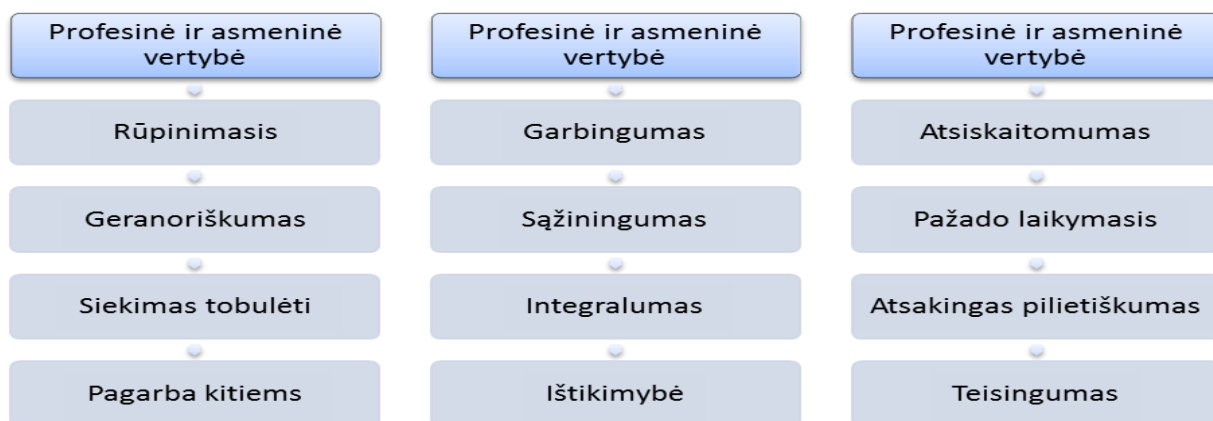 Profesinė ir asmeninė
vertybė
Rūpinimasis
Geranoriškumas
Siekimas tobulėti
Pagarba kitiems
Profesinė ir asmeninė
vertybė
Garbingumas
Sąžiningumas
Integralumas
Ištikimybė
Profesinė ir asmeninė
vertybė
Atsiskaitomumas
Pažado laikymasis
Atsakingas pilietiškumas
Teisingumas